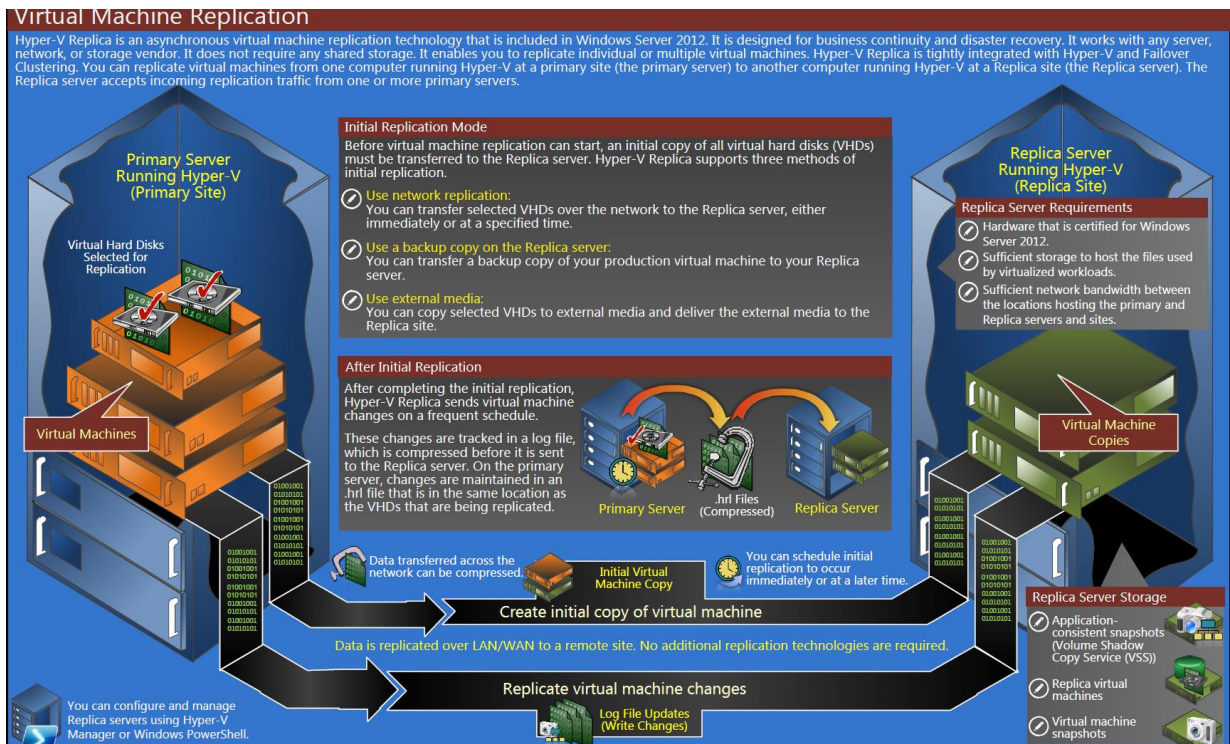 Virtual Machine Replication
Hyper-V Replica is an asynchronous virtual machine replication technology that is included in Windows Server 2012. It is designed for business continuity and disaster recovery. It works with any server,
network, or storage vendor. It does not require any shared storage. It enables you to replicate individual or multiple virtual machines. Hyper-V Replica is tightly integrated with Hyper-V and Failover
Clustering. You can replicate virtual machines from one computer running Hyper-V at a primary site (the primary server) to another computer running Hyper-V at a Replica site (the Replica server). The
Replica server accepts incoming replication traffic from one or more primary servers.
Primary Server
Running Hyper-V
(Primary Site)
Virtual Hard Disks
Selected for
Replication
Virtual Machines
Initial Replication Mode
Before virtual machine replication can start, an initial copy of all virtual hard disks (VHDs)
must be transferred to the Replica server. Hyper-V Replica supports three methods of
initial replication.
Use network replication:
You can transfer selected VHDs over the network to the Replica server, either
immediately or at a specified time.
Use a backup copy on the Replica server:
You can transfer a backup copy of your production virtual machine to your Replica
server.
Use external media:
You can copy selected VHDs to external media and deliver the external media to the
Replica site.
After Initial Replication
After completing the initial replication,
Hyper-V Replica sends virtual machine
changes on a frequent schedule.
These changes are tracked in a log file,
which is compressed before it is sent
to the Replica server. On the primary
server, changes are maintained in an
.hrl file that is in the same location as
the VHDs that are being replicated.
Primary Server
.hrl Files
(Compressed)
Replica Server
Replica Server
Running Hyper-V
(Replica Site)
Replica Server Requirements
Hardware that is certified for Windows
Server 2012.
Sufficient storage to host the files used
by virtualized workloads.
Sufficient network bandwidth between
the locations hosting the primary and
Replica servers and sites.
Virtual Machine
Copies
Data transferred across the
network can be compressed.
Initial Virtual
Machine Copy
You can schedule initial
replication to occur
immediately or at a later time.
Create initial copy of virtual machine
Data is replicated over LAN/WAN to a remote site. No additional replication technologies are required.
Replicate virtual machine changes
Log File Updates
(Write Changes)
You can configure and manage
Replica servers using Hyper-V
Manager or Windows PowerShell.
Replica Server Storage
Application-
consistent snapshots
(Volume Shadow
Copy Service (VSS))
Replica virtual
machines
Virtual machine
snapshots